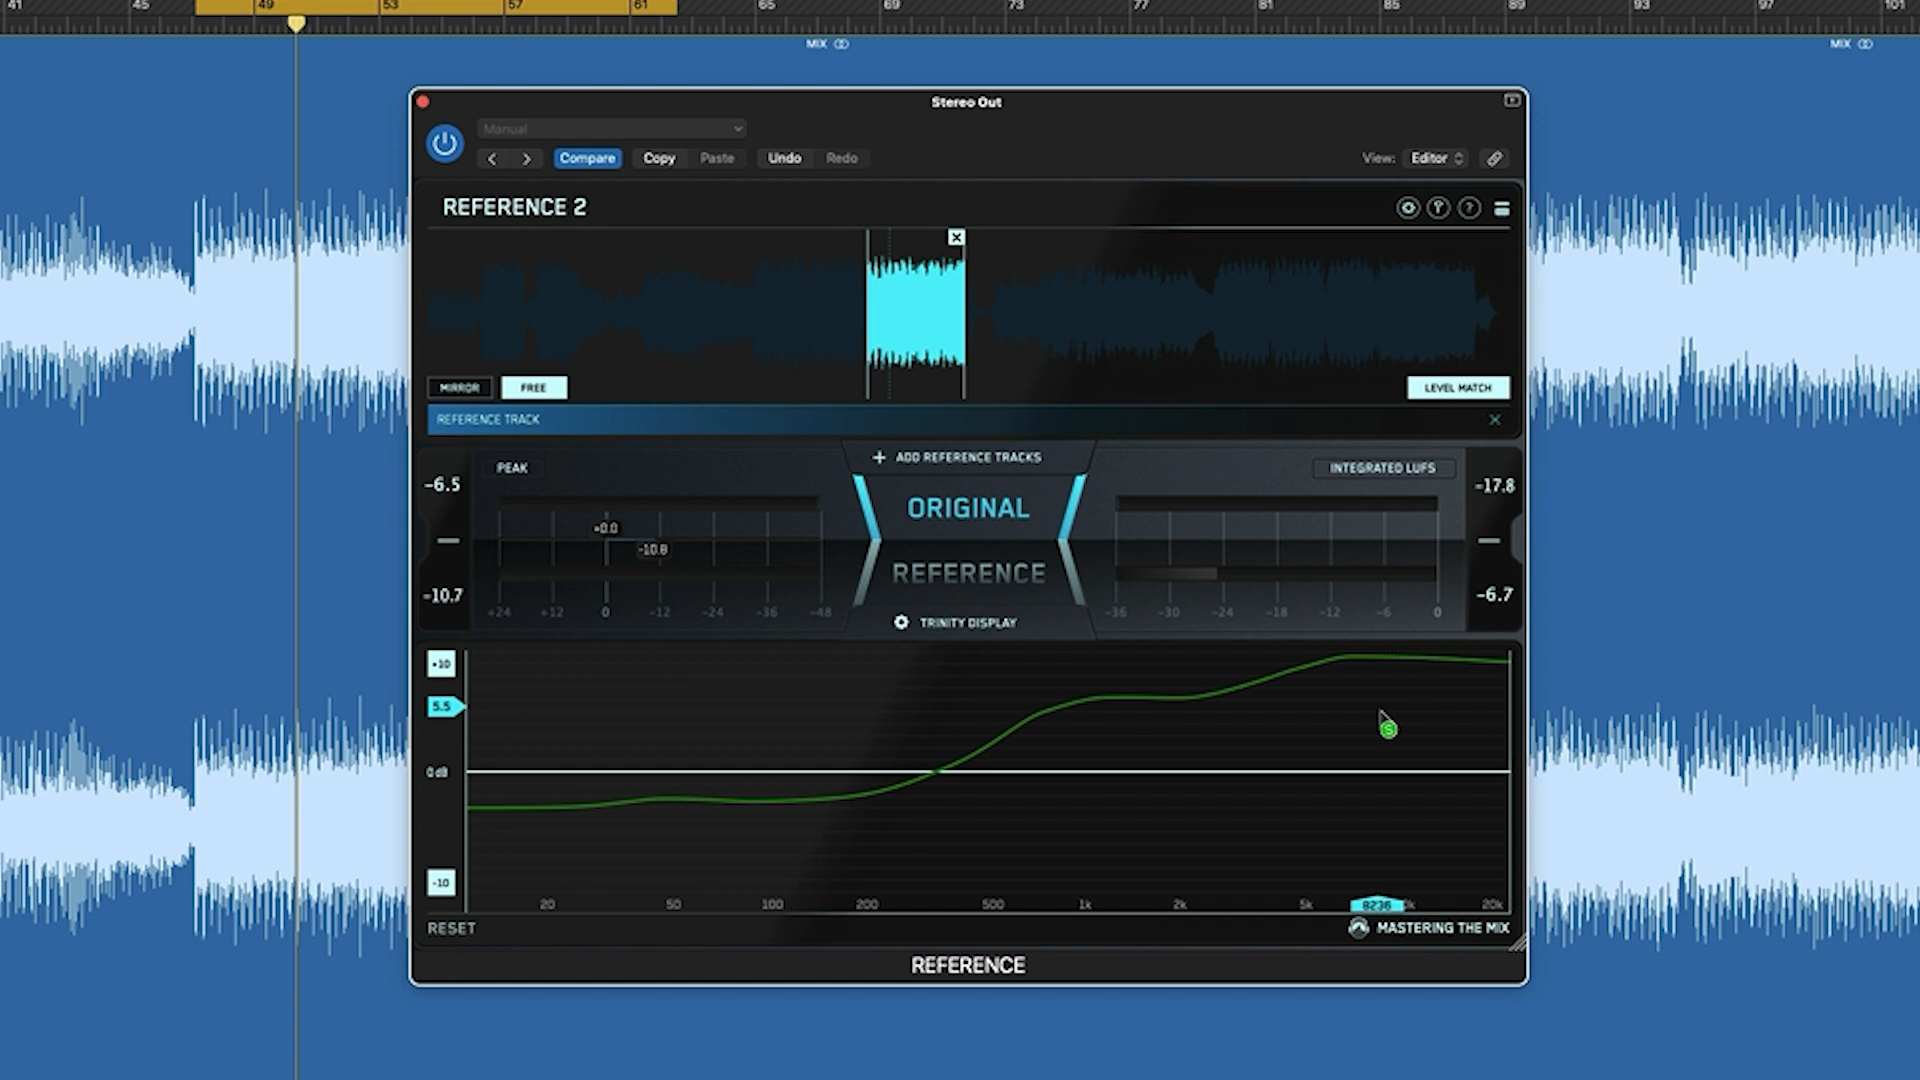 41 45 49 53 57 61 65 69 73 77 81 85 89 93 97 101
MIX MIX
Stereo Out
Manual
Compare Copy Paste Undo Redo View: Editor
REFERENCE 2
X
MIRROR FREE LEVEL MATCH
REFERENCE TRACK
+ ADD REFERENCE TRACKS
PEAK INTEGRATED LUFS
-6.5 -17.8
ORIGINAL
+0.0
-10.8
REFERENCE
-10.7 -6.7
+24 +12 0 -12 -24 -36 -48 -36 -30 -24 -18 -12 -6 0
TRINITY DISPLAY
+10
5.5
0dB
-10
20 50 100 200 500 1k 2k 5k 8236 20k
RESET MASTERING THE MIX
REFERENCE